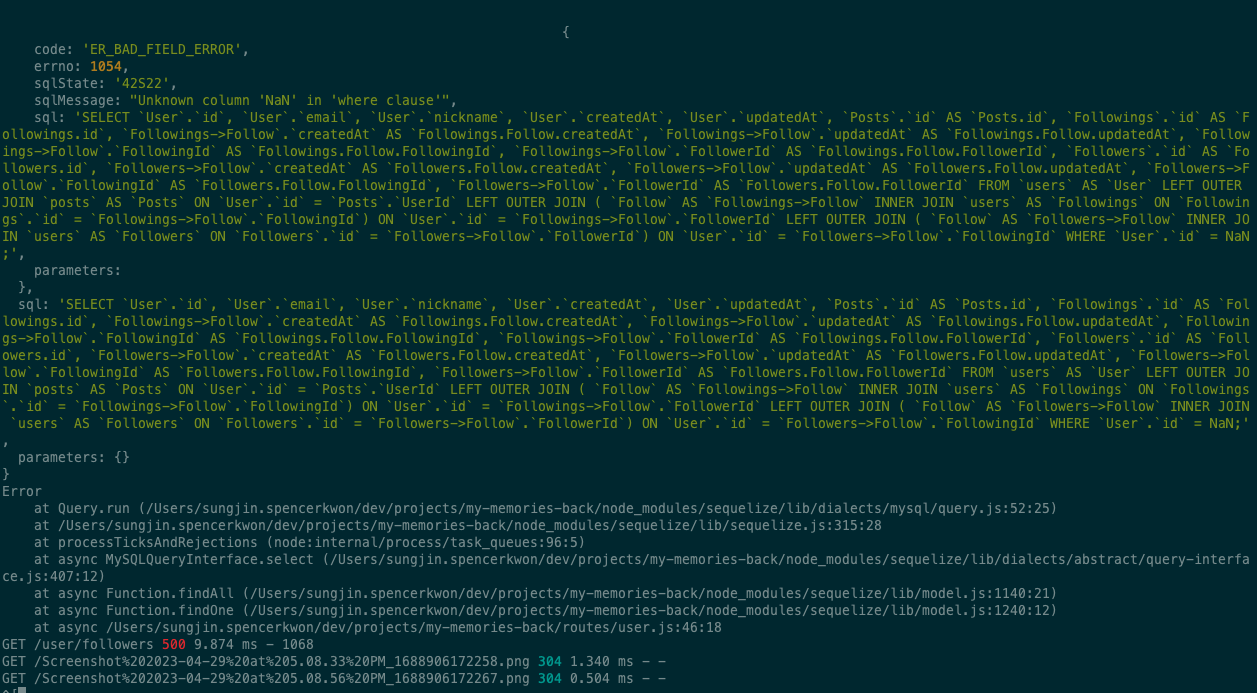 {
code: 'ER_BAD_FIELD_ERROR',
errno: 1054,
sqlState: '42S22',
sqlMessage: "Unknown column 'NaN' in 'where clause'",
sql: 'SELECT `User`.`id`, `User`.`email`, `User`.`nickname`, `User`.`createdAt`, `User`.`updatedAt`, `Posts`.`id` AS `Posts.id`, `Followings`.`id` AS `F
ollowings.id`, `Followings->Follow`.`createdAt` AS `Followings.Follow.createdAt`, `Followings->Follow`.`updatedAt` AS `Followings.Follow.updatedAt`, `Follow
ings->Follow`.`FollowingId` AS `Followings.Follow.FollowingId`, `Followings->Follow`.`FollowerId` AS `Followings.Follow.FollowerId`, `Followers`.`id` AS `Fo
llowers.id`, `Followers->Follow`.`createdAt` AS `Followers.Follow.createdAt`, `Followers->Follow`.`updatedAt` AS `Followers.Follow.updatedAt`, `Followers->F
ollow`.`FollowingId` AS `Followers.Follow.FollowingId`, `Followers->Follow`.`FollowerId` AS `Followers.Follow.FollowerId` FROM `users` AS `User` LEFT OUTER
JOIN `posts` AS `Posts` ON `User`.`id` = `Posts`.`UserId` LEFT OUTER JOIN ( `Follow` AS `Followings->Follow` INNER JOIN `users` AS `Followings` ON `Followin
gs`.`id` = `Followings->Follow`.`FollowingId`) ON `User`.`id` = `Followings->Follow`.`FollowerId` LEFT OUTER JOIN ( `Follow` AS `Followers->Follow` INNER JO
IN `users` AS `Followers` ON `Followers`.`id` = `Followers->Follow`.`FollowerId`) ON `User`.`id` = `Followers->Follow`.`FollowingId` WHERE `User`.`id` = NaN
;',
parameters:
},
sql: 'SELECT `User`.`id`, `User`.`email`, `User`.`nickname`, `User`.`createdAt`, `User`.`updatedAt`, `Posts`.`id` AS `Posts.id`, `Followings`.`id` AS `Fol
lowings.id`, `Followings->Follow`.`createdAt` AS `Followings.Follow.createdAt`, `Followings->Follow`.`updatedAt` AS `Followings.Follow.updatedAt`, `Followin
gs->Follow`.`FollowingId` AS `Followings.Follow.FollowingId`, `Followings->Follow`.`FollowerId` AS `Followings.Follow.FollowerId`, `Followers`.`id` AS `Foll
owers.id`, `Followers->Follow`.`createdAt` AS `Followers.Follow.createdAt`, `Followers->Follow`.`updatedAt` AS `Followers.Follow.updatedAt`, `Followers->Fol
low`.`FollowingId` AS `Followers.Follow.FollowingId`, `Followers->Follow`.`FollowerId` AS `Followers.Follow.FollowerId` FROM `users` AS `User` LEFT OUTER JO
IN `posts` AS `Posts` ON `User`.`id` = `Posts`.`UserId` LEFT OUTER JOIN ( `Follow` AS `Followings->Follow` INNER JOIN `users` AS `Followings` ON `Followings
`.`id` = `Followings->Follow`.`FollowingId`) ON `User`.`id` = `Followings->Follow`.`FollowerId` LEFT OUTER JOIN ( `Follow` AS `Followers->Follow` INNER JOIN
`users` AS `Followers` ON `Followers`.`id` = `Followers->Follow`.`FollowerId`) ON `User`.`id` = `Followers->Follow`.`FollowingId` WHERE `User`.`id` = NaN;'
,
parameters: {}
}
Error
at Query.run (/Users/sungjin.spencerkwon/dev/projects/my-memories-back/node_modules/sequelize/lib/dialects/mysql/query.js:52:25)
at /Users/sungjin.spencerkwon/dev/projects/my-memories-back/node_modules/sequelize/lib/sequelize.js:315:28
at processTicksAndRejections (node:internal/process/task_queues:96:5)
at async MySQLQueryInterface.select (/Users/sungjin.spencerkwon/dev/projects/my-memories-back/node_modules/sequelize/lib/dialects/abstract/query-interfa
ce.js:407:12)
at async Function.findAll (/Users/sungjin.spencerkwon/dev/projects/my-memories-back/node_modules/sequelize/lib/model.js:1140:21)
at async Function.findOne (/Users/sungjin.spencerkwon/dev/projects/my-memories-back/node_modules/sequelize/lib/model.js:1240:12)
at async /Users/sungjin.spencerkwon/dev/projects/my-memories-back/routes/user.js:46:18
GET /user/followers 500 9.874 ms - 1068
GET /Screenshot%202023-04-29%20at%205.08.33%20PM_1688906172258.png 304 1.340 ms - -
GET /Screenshot%202023-04-29%20at%205.08.56%20PM_1688906172267.png 304 0.504 ms - -